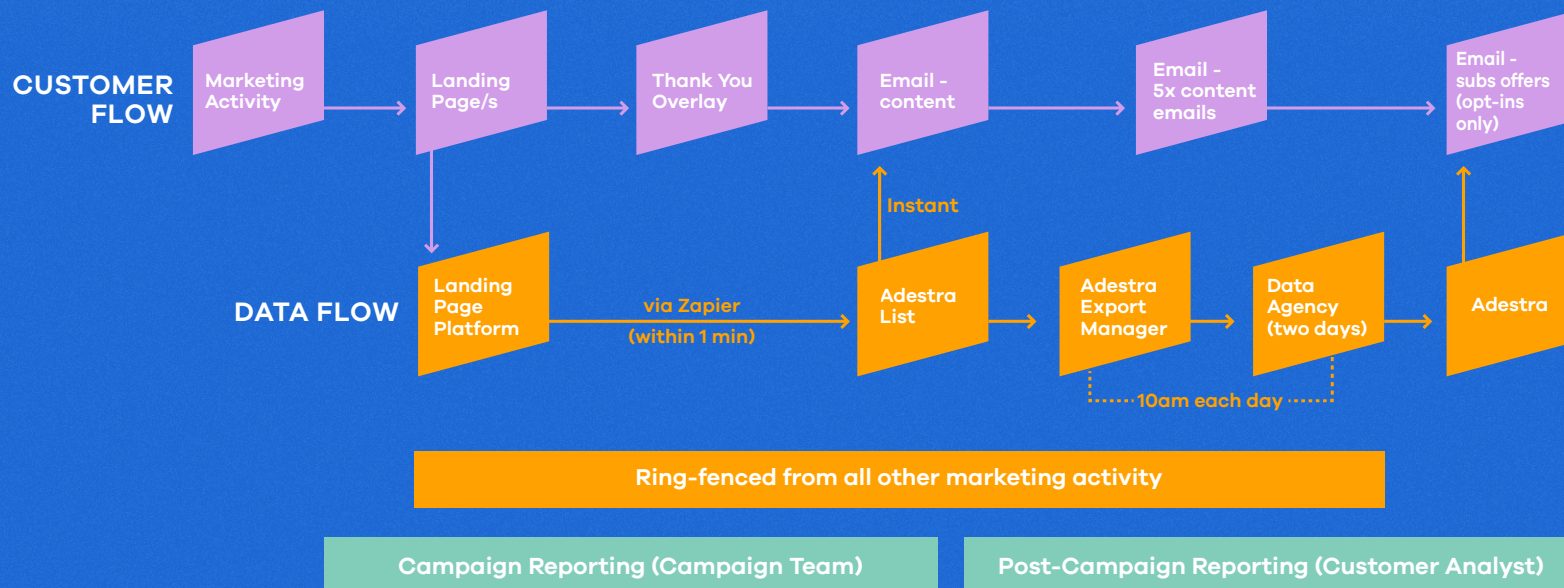 CUSTOMER
FLOW
Marketing
Activity
Landing
Page/s
Thank You
Overlay
Email -
content
Email -
5x content
emails
Email -
subs offers
(opt-ins
only)
Instant
DATA FLOW
Landing
Page
Platform
via Zapier
(within 1 min)
Adestra
List
Adestra
Export
Manager
Data
Agency
(two days)
Adestra
10am each day
Ring-fenced from all other marketing activity
Campaign Reporting (Campaign Team)
Post-Campaign Reporting (Customer Analyst)